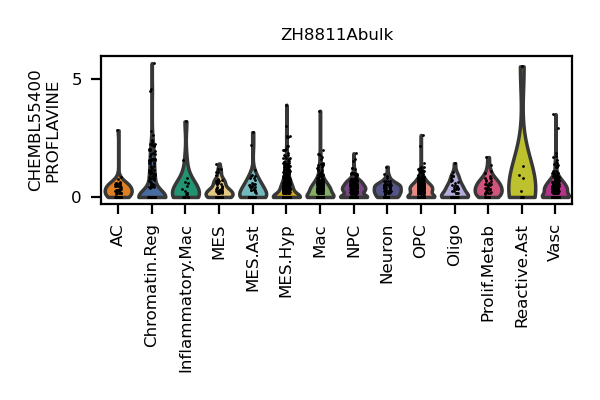 ZH8811Abulk
CHEMBL55400
PROFLAVINE
5
0
AC
Chromatin.Reg
Inflammatory.Mac
MES
MES.Ast
MES.Hyp
Mac
NPC
Neuron
OPC
Oligo
Prolif.Metab
Reactive.Ast
Vasc